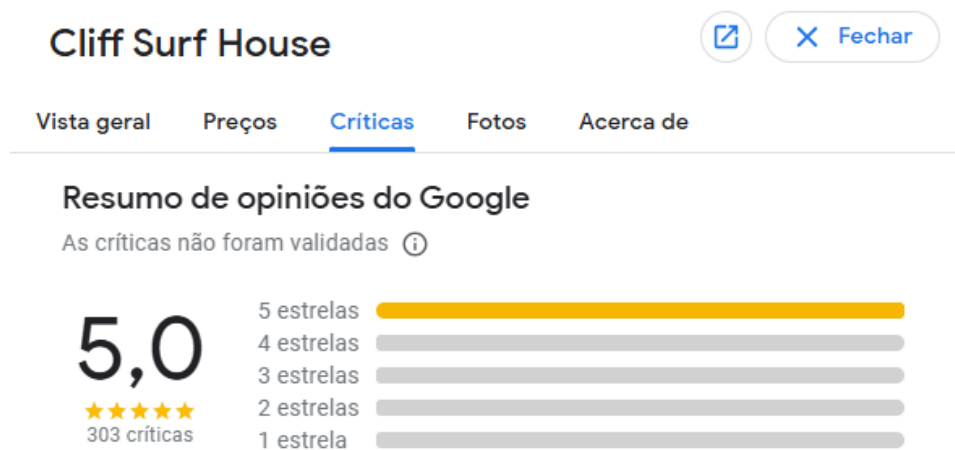 Cliff Surf House
Fechar
Vista geral Preços Críticas Fotos Acerca de
Resumo de opiniões do Google
As críticas não foram validadas
5,0
303 críticas
5 estrelas
4 estrelas
3 estrelas
2 estrelas
1 estrela